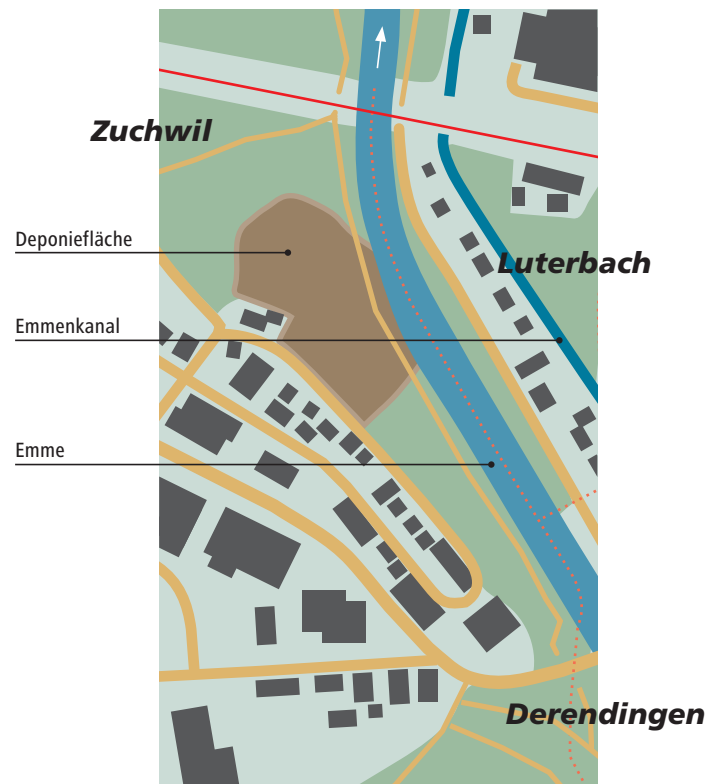 Zuchwil
Deponiefläche
Luterbach
Emmenkanal
Emme
Derendingen